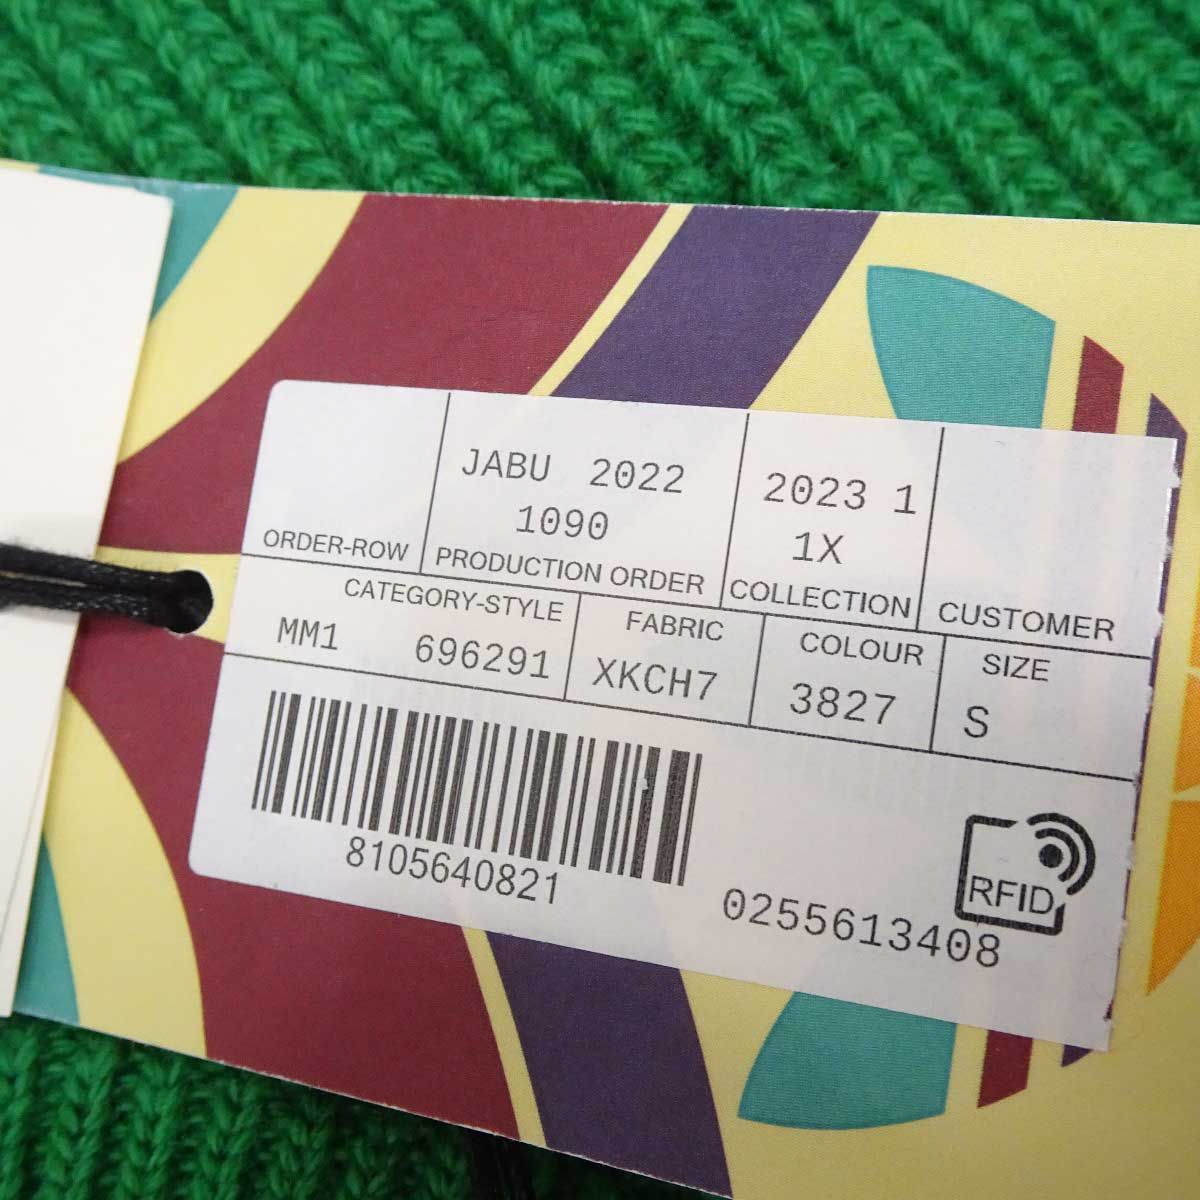 JABU 2022
1090
2023 1
1X
ORDER-ROW
PRODUCTION ORDER
COLLECTION
CUSTOMER
CATEGORY-STYLE
FABRIC
COLOUR
SIZE
MM1 696291
XKCH7
3827
S
8105640821
RFID
0255613408